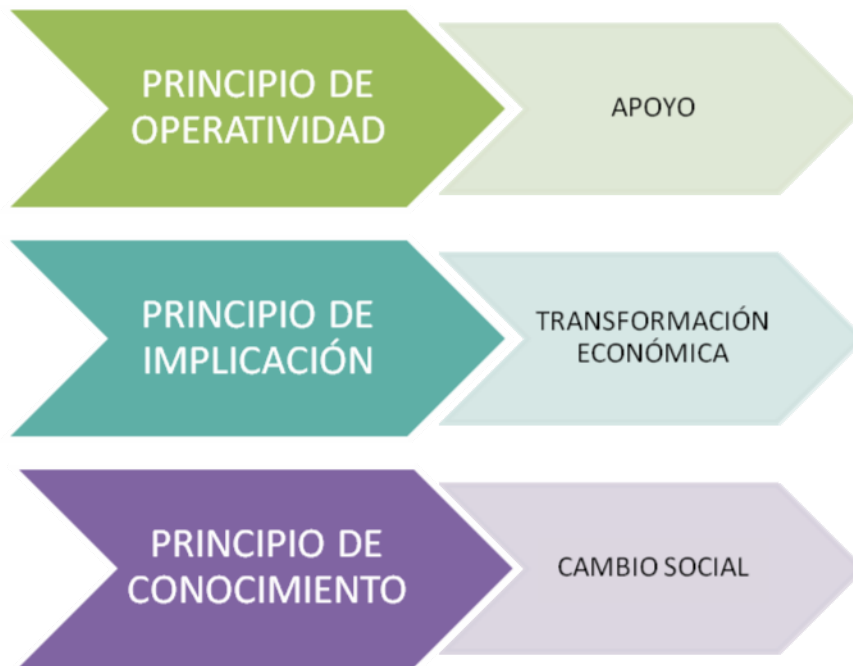 PRINCIPIO DE
OPERATIVIDAD
APOYO
PRINCIPIO DE
IMPLICACIÓN
TRANSFORMACIÓN
ECONÓMICA
PRINCIPIO DE
CONOCIMIENTO
CAMBIO SOCIAL